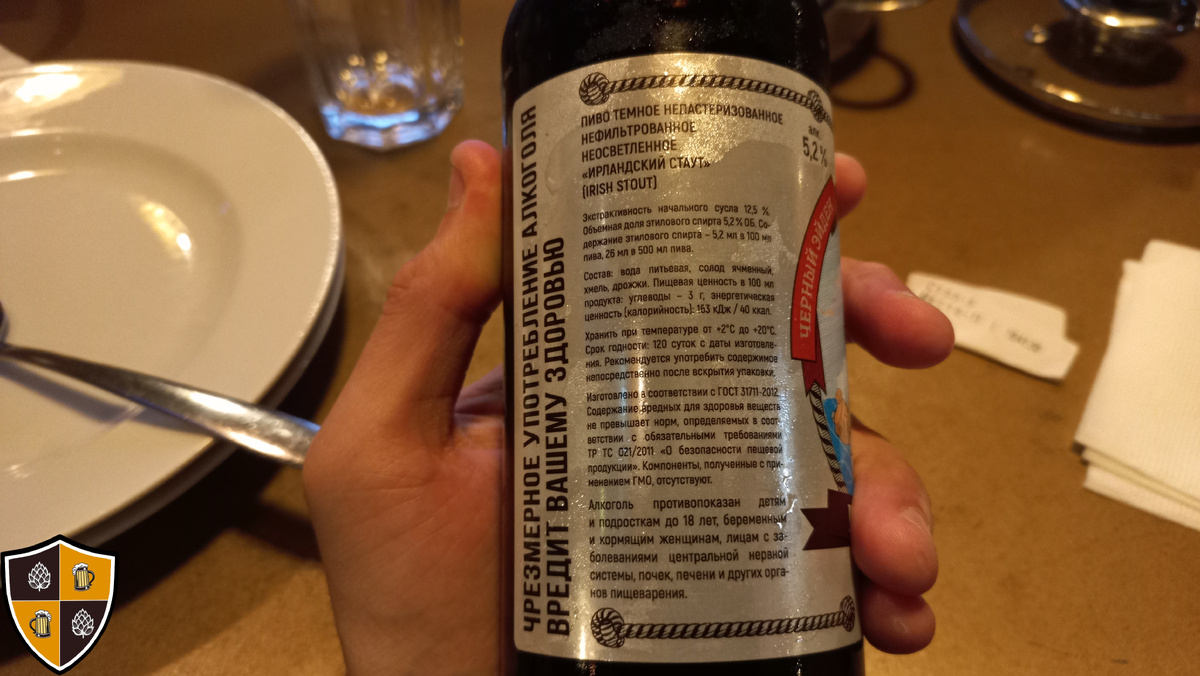 ЧРЕЗМЕРНОЕ УПОТРЕБЛЕНИЕ АЛКОГОЛЯ
ВРЕДИТ ВАШЕМУ ЗДОРОВЬЮ
ПИВО ТЕМНОЕ НЕПАСТЕРИЗОВАННОЕ
НЕФИЛЬТРОВАННОЕ
НЕОСВЕТЛЕННОЕ
«ИРЛАНДСКИЙ СТАУТ»
(IRISH STOUT)
алк.
5,2%
Экстрактивность начального сусла 12,5 %.
Объемная доля этилового спирта 5,2% ОБ. Со-
держание этилового спирта – 5,2 мл в 100 мл
пива, 26 мл в 500 мл пива.
Состав: вода питьевая, солод ячменный,
хмель, дрожжи. Пищевая ценность в 100 мл
продукта: углеводы – 3 г, энергетическая
ценность (калорийность): 153 кДж / 40 ккал.
Хранить при температуре от +2°С до +20°С.
Срок годности: 120 суток с даты изготовле-
ния. Рекомендуется употребить содержимое
непосредственно после вскрытия упаковки.
Изготовлено в соответствии с ГОСТ 31711-2012
Содержание вредных для здоровья веществ
не превышает норм, определяемых в соот-
ветствии с обязательными требованиями
ТР ТС 021/2011 «О безопасности пищевой
продукции». Компоненты, полученные с при-
менением ГМО, отсутствуют.
Алкоголь противопоказан детям
и подросткам до 18 лет, беременным
и кормящим женщинам, лицам с за-
болеваниями центральной нервной
системы, почек, печени и других орга-
нов пищеварения.
ЧЕРНЫЙ ЭЙДЕН